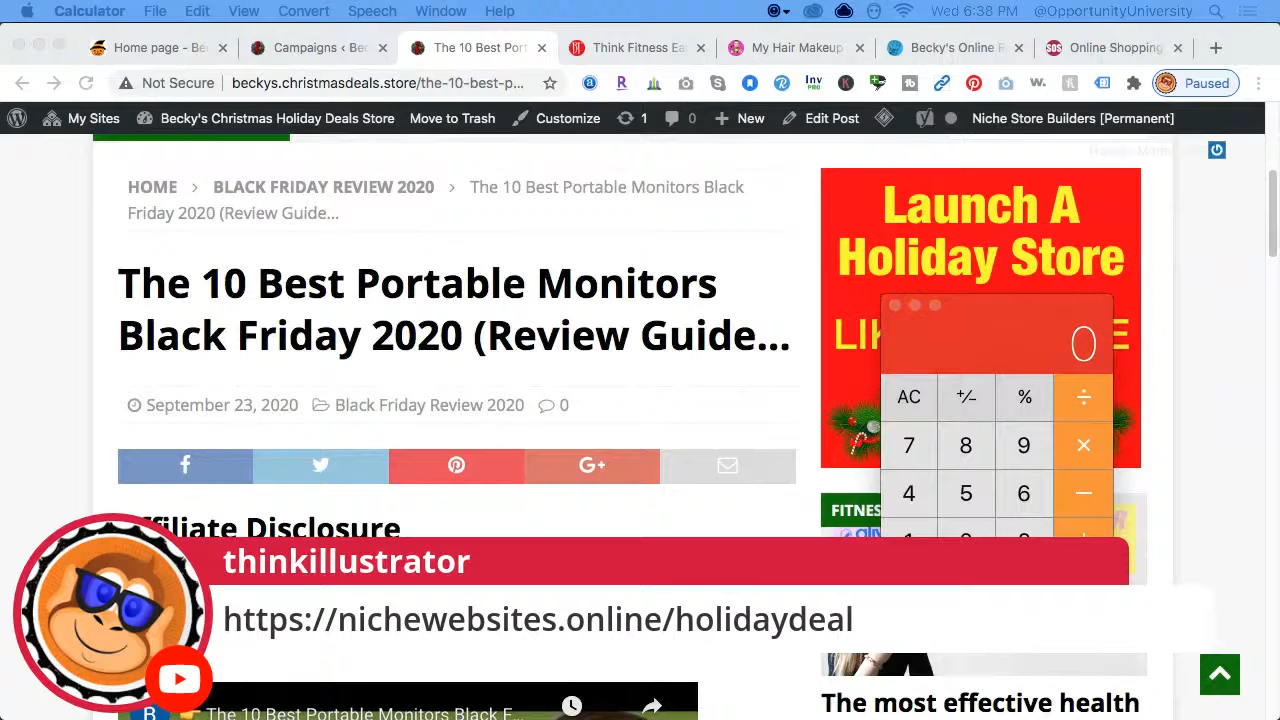 Calculator File Edit View Convert Speech Window Help Wed 6:38 PM @OpportunityUniversity
Home page - Be
Campaigns ‹ Be
The 10 Best Port
Think Fitness Ea
My Hair Makeup
Becky's Online R
Online Shopping
Not Secure beckys.christmasdeals.store/the-10-best-p... Paused
My Sites Becky's Christmas Holiday Deals Store Move to Trash Customize 1 0 New Edit Post Niche Store Builders [Permanent]
HOME > BLACK FRIDAY REVIEW 2020 > The 10 Best Portable Monitors Black
Friday 2020 (Review Guide...
The 10 Best Portable Monitors
Black Friday 2020 (Review Guide...
September 23, 2020 Black Friday Review 2020 0
Launch A
Holiday Store
0
AC +/− % ÷
7 8 9 ×
4 5 6 −
FITNES
Affiliate Disclosure
thinkillustrator
https://nichewebsites.online/holidaydeal
The 10 Best Portable Monitors Black F...
The most effective health